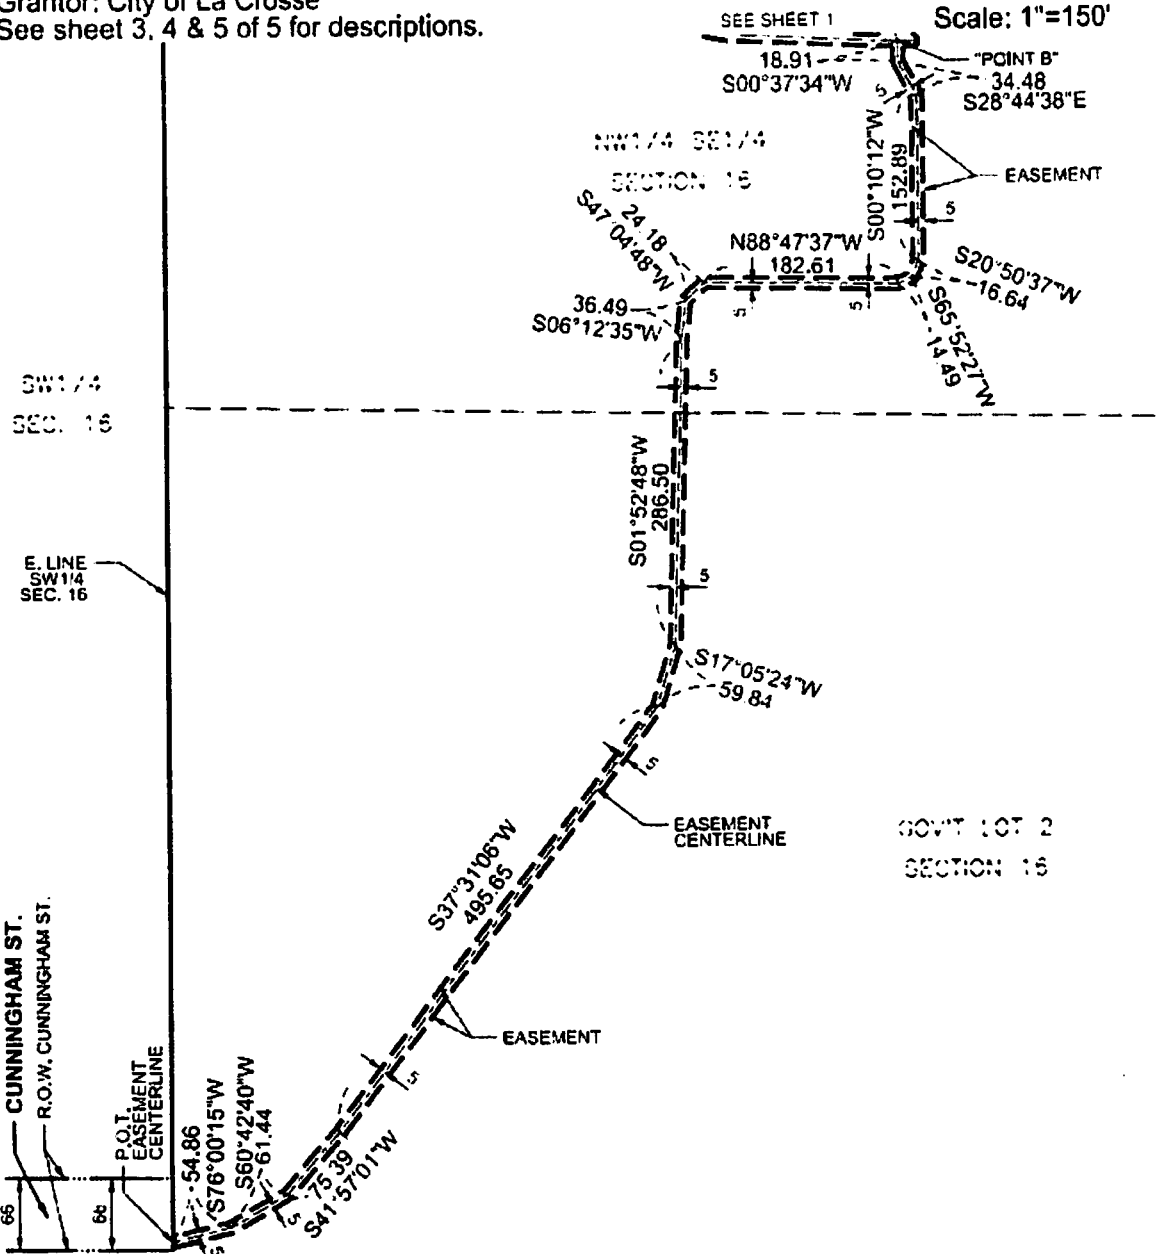 Grantor: City of La Crosse
See sheet 3, 4 & 5 of 5 for descriptions.
SEE SHEET 1
Scale: 1"=150'
18.91
S00°37'34"W
"POINT B"
34.48
S28°44'38"E
5
NW1/4 SE1/4
SECTION 16
S00°10'12"W
152.89
EASEMENT
5
24.18
S47°04'48"W
N88°47'37"W
182.61
S20°50'37"W
16.64
5
5
S65°52'27"W
14.49
36.49
S06°12'35"W
5
SW1/4
SEC. 16
S01°52'48"W
286.50
E. LINE
SW1/4
SEC. 16
5
S17°05'24"W
59.84
5
EASEMENT
CENTERLINE
GOV'T LOT 2
SECTION 16
S37°31'06"W
495.65
EASEMENT
5
CUNNINGHAM ST.
R.O.W. CUNNINGHAM ST.
P.O.T.
EASEMENT
CENTERLINE
54.86
S76°00'15"W
S60°42'40"W
61.44
75.39
S41°57'01"W
5
5
66
66